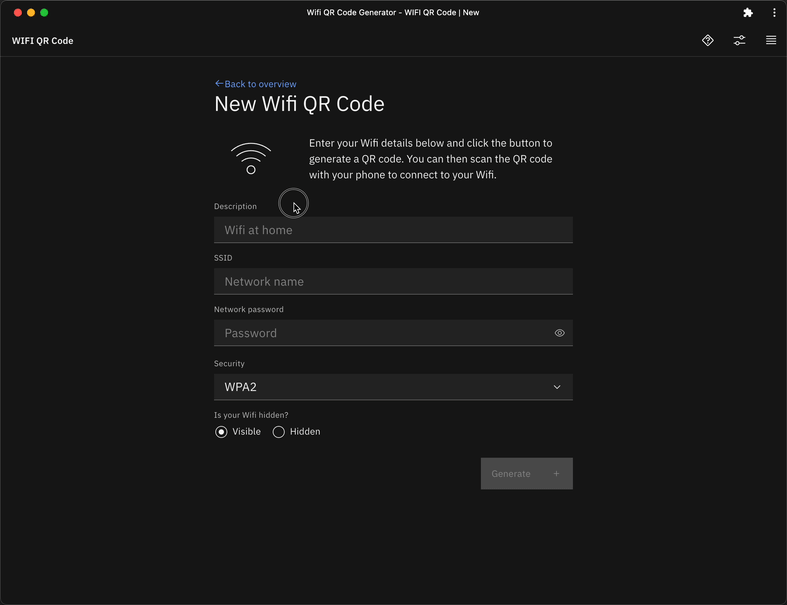 Wifi QR Code Generator - WIFI QR Code | New
WIFI QR Code
←Back to overview
New Wifi QR Code
Enter your Wifi details below and click the button to
generate a QR code. You can then scan the QR code
with your phone to connect to your Wifi.
Description
Wifi at home
SSID
Network name
Network password
Password
Security
WPA2
Is your Wifi hidden?
Visible Hidden
Generate +